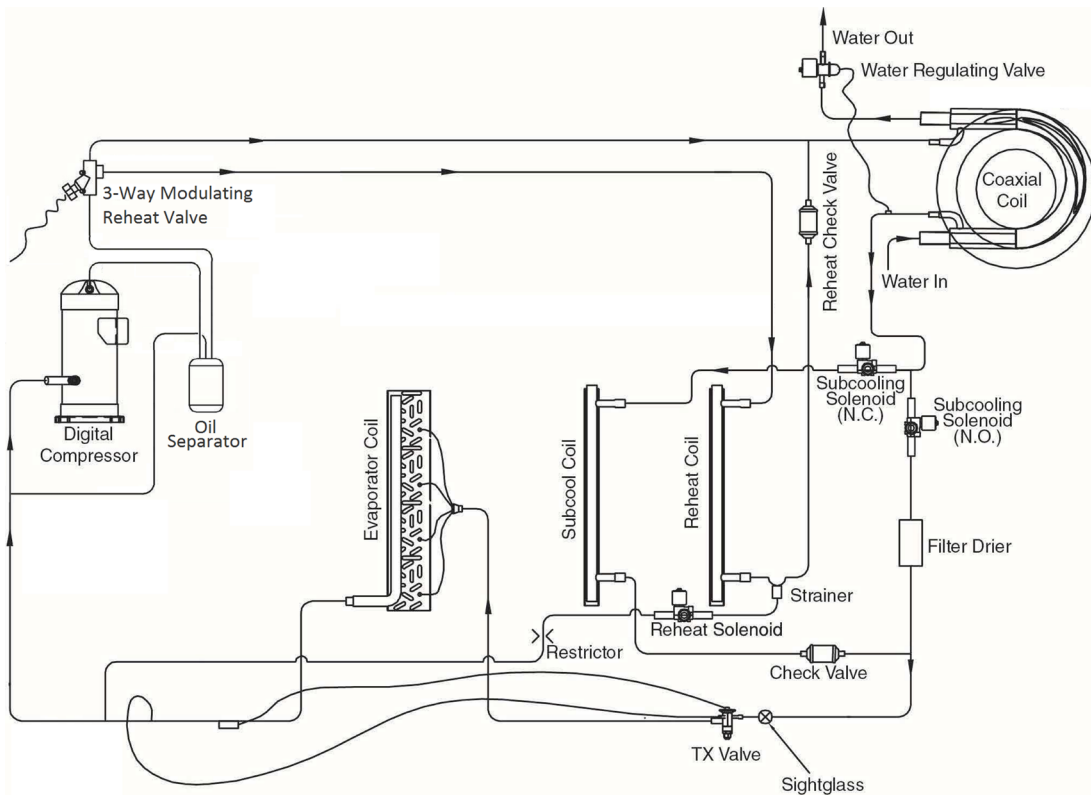 Water Out
Water Regulating Valve
3-Way Modulating
Reheat Valve
Reheat Check Valve
Coaxial
Coil
Water In
Subcooling
Solenoid
(N.C.)
Subcooling
Solenoid
(N.O.)
Digital
Compressor
Oil
Separator
Evaporator Coil
Subcool Coil
Reheat Coil
Filter Drier
Strainer
Reheat Solenoid
Restrictor
Check Valve
TX Valve
Sightglass